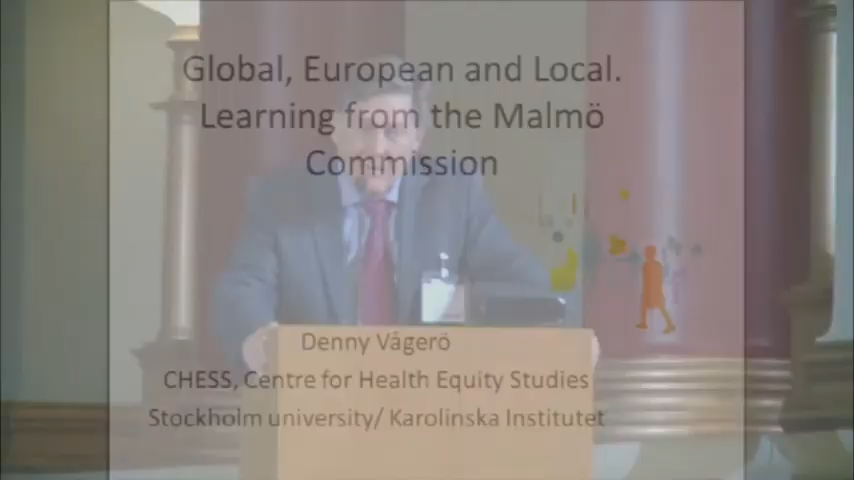 Global, European and Local.
Learning from the Malmö
Commission
Denny Vågerö
CHESS, Centre for Health Equity Studies
Stockholm university/ Karolinska Institutet